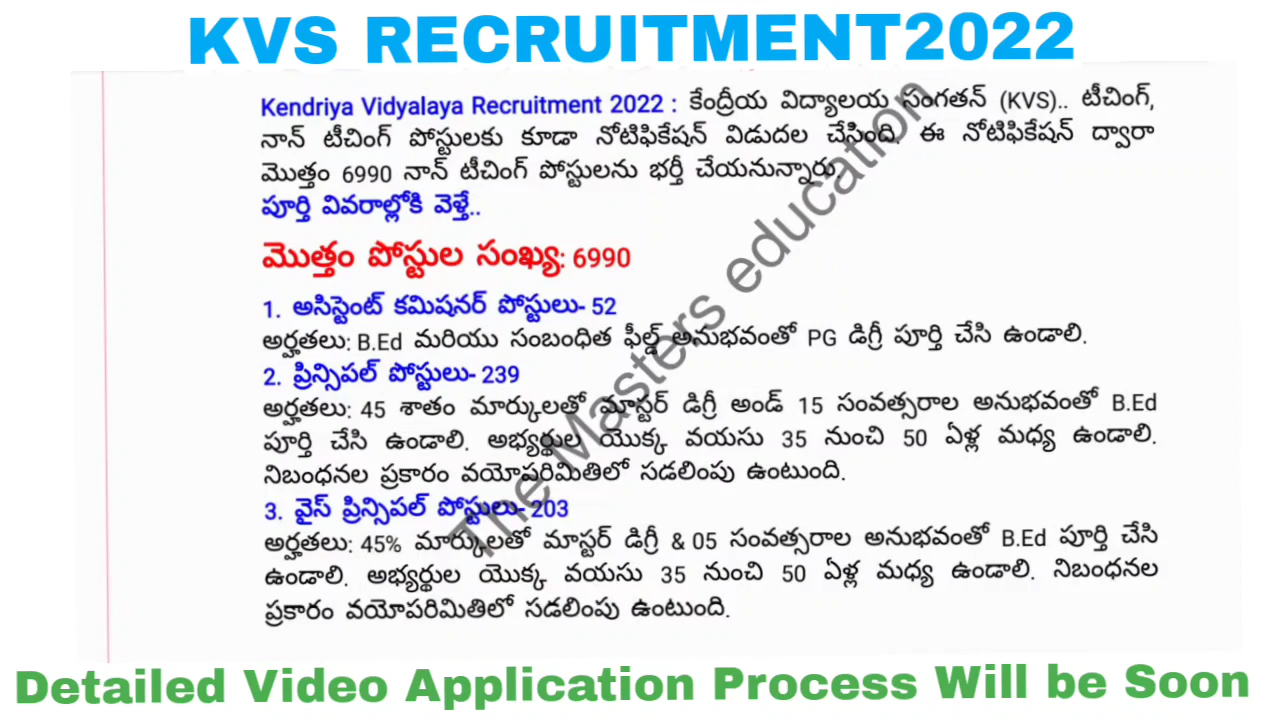 KVS RECRUITMENT2022
Kendriya Vidyalaya Recruitment 2022 : కేంద్రీయ విద్యాలయ సంగతన్ (KVS).. టీచింగ్,
నాన్ టీచింగ్ పోస్టులకు కూడా నోటిఫికేషన్ విడుదల చేసింది. ఈ నోటిఫికేషన్ ద్వారా
మొత్తం 6990 నాన్ టీచింగ్ పోస్టులను భర్తీ చేయనున్నారు.
పూర్తి వివరాల్లోకి వెళ్తే..
మొత్తం పోస్టుల సంఖ్య: 6990
1. అసిస్టెంట్ కమిషనర్ పోస్టులు- 52
అర్హతలు: B.Ed మరియు సంబంధిత ఫీల్డ్ అనుభవంతో PG డిగ్రీ పూర్తి చేసి ఉండాలి.
2. ప్రిన్సిపల్ పోస్టులు- 239
అర్హతలు: 45 శాతం మార్కులతో మాస్టర్ డిగ్రీ అండ్ 15 సంవత్సరాల అనుభవంతో B.Ed
పూర్తి చేసి ఉండాలి. అభ్యర్థుల యొక్క వయసు 35 నుంచి 50 ఏళ్ల మధ్య ఉండాలి.
నిబంధనల ప్రకారం వయోపరిమితిలో సడలింపు ఉంటుంది.
3. వైస్ ప్రిన్సిపల్ పోస్టులు- 203
అర్హతలు: 45% మార్కులతో మాస్టర్ డిగ్రీ & 05 సంవత్సరాల అనుభవంతో B.Ed పూర్తి చేసి
ఉండాలి. అభ్యర్థుల యొక్క వయసు 35 నుంచి 50 ఏళ్ల మధ్య ఉండాలి. నిబంధనల
ప్రకారం వయోపరిమితిలో సడలింపు ఉంటుంది.
The Masters education
Detailed Video Application Process Will be Soon